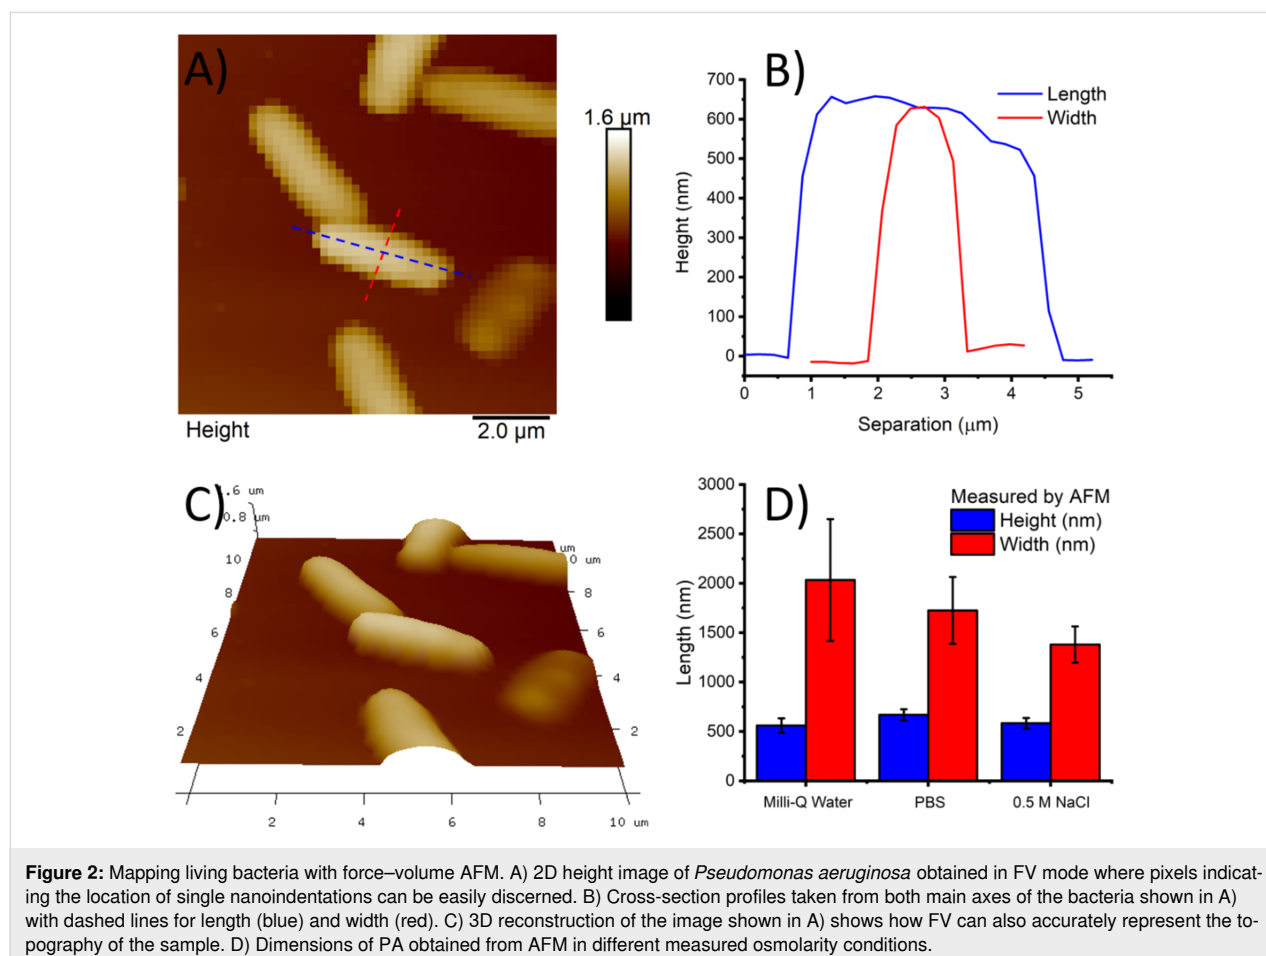 A)
1.6 µm
Height
2.0 µm
B)
700
600
500
400
300
200
100
0
Height (nm)
Length
Width
0 1 2 3 4 5
Separation (µm)
C)
1.6 um
0.8 um
10
8
6
4
2
um
0 um
8
6
4
2
2 4 6 8 10 um
D)
3000
2500
2000
1500
1000
500
0
Length (nm)
Measured by AFM
Height (nm)
Width (nm)
Milli-Q Water PBS 0.5 M NaCl
Figure 2: Mapping living bacteria with force–volume AFM. A) 2D height image of Pseudomonas aeruginosa obtained in FV mode where pixels indicat-
ing the location of single nanoindentations can be easily discerned. B) Cross-section profiles taken from both main axes of the bacteria shown in A)
with dashed lines for length (blue) and width (red). C) 3D reconstruction of the image shown in A) shows how FV can also accurately represent the to-
pography of the sample. D) Dimensions of PA obtained from AFM in different measured osmolarity conditions.